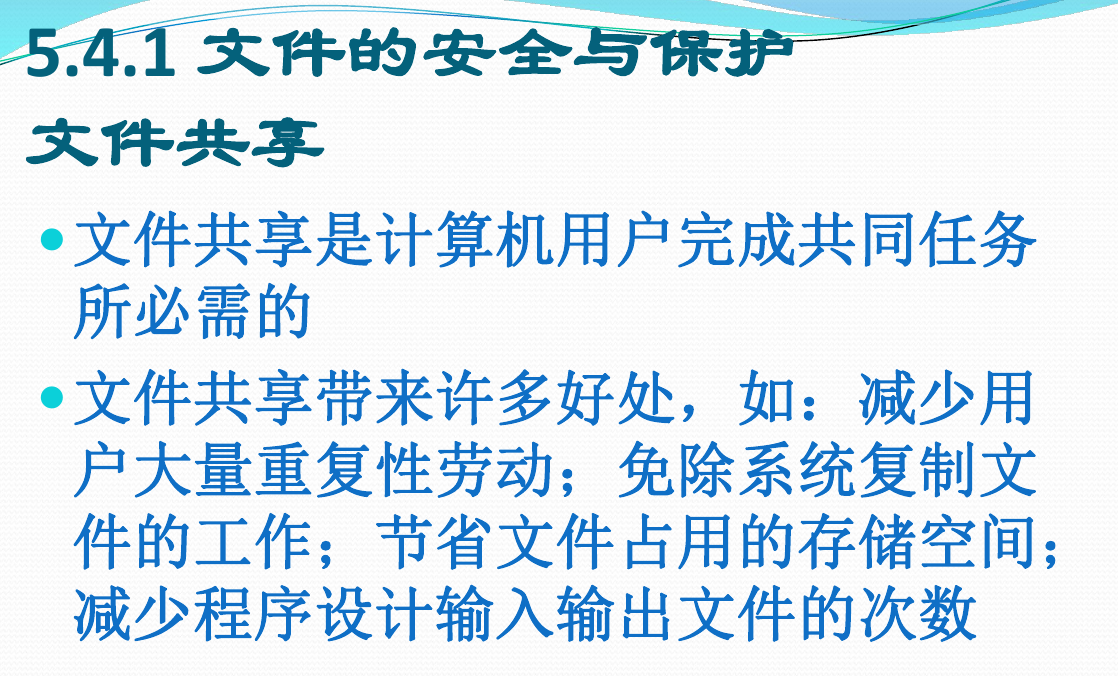 5.4.1 文件的安全与保护
文件共享
•文件共享是计算机用户完成共同任务
所必需的
•文件共享带来许多好处，如：减少用
户大量重复性劳动；免除系统复制文
件的工作；节省文件占用的存储空间；
减少程序设计输入输出文件的次数